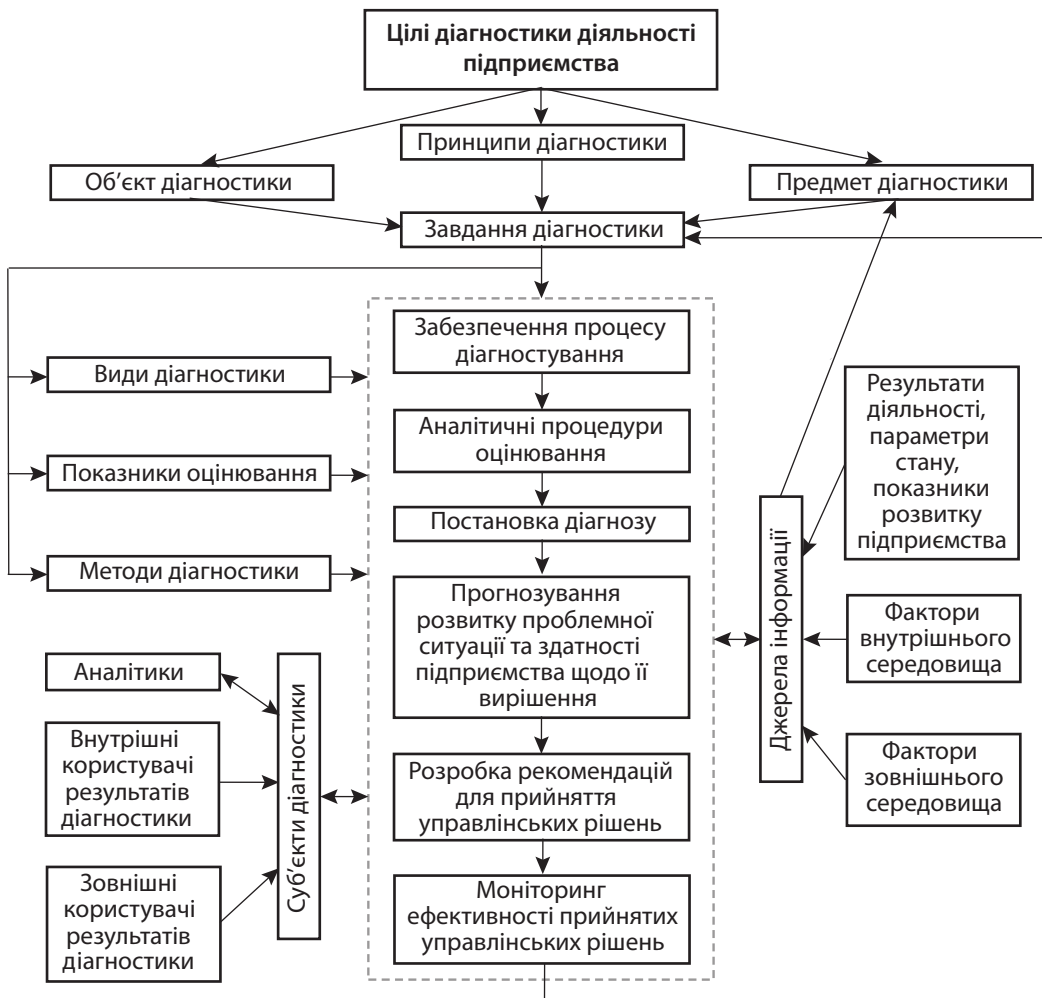 Цілі діагностики діяльності
підприємства
Принципи діагностики
Об'єкт діагностики
Предмет діагностики
Завдання діагностики
Забезпечення процесу
діагностування
Види діагностики
Аналітичні процедури
оцінювання
Показники оцінювання
Постановка діагнозу
Методи діагностики
Прогнозування
розвитку проблемної
ситуації та здатності
підприємства щодо її
вирішення
Розробка рекомендацій
для прийняття
управлінських рішень
Моніторинг
ефективності прийнятих
управлінських рішень
Аналітики
Внутрішні
користувачі
результатів
діагностики
Зовнішні
користувачі
результатів
діагностики
Суб'єкти діагностики
Джерела інформації
Результати
діяльності,
параметри
стану,
показники
розвитку
підприємства
Фактори
внутрішнього
середовища
Фактори
зовнішнього
середовища